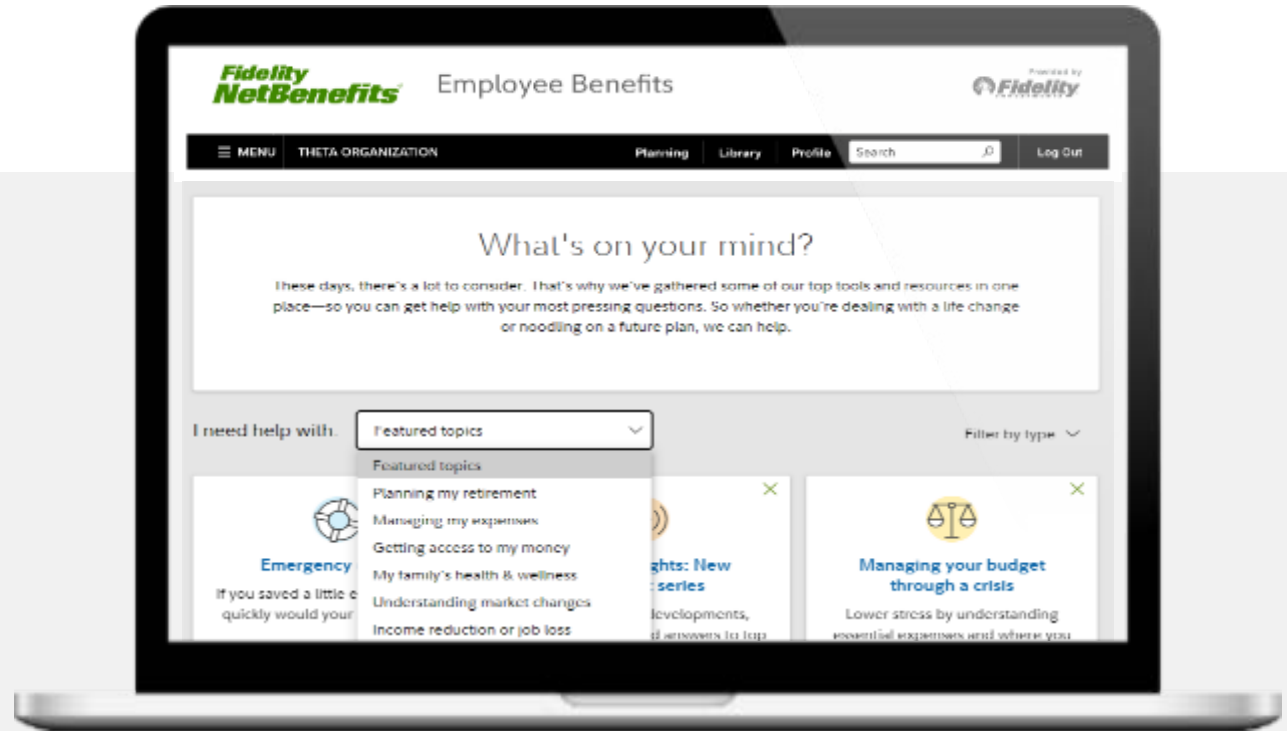 Fidelity
NetBenefits
Employee Benefits
Provided by
Fidelity
MENU THETA ORGANIZATION Planning Library Profile Search Log Out
What's on your mind?
These days, there's a lot to consider. That's why we've gathered some of our top tools and resources in one
place—so you can get help with your most pressing questions. So whether you're dealing with a life change
or noodling on a future plan, we can help.
I need help with: Featured topics
Filter by type
Featured topics
Planning my retirement
Managing my expenses
Getting access to my money
My family's health & wellness
Understanding market changes
Income reduction or job loss
Emergency
If you saved a little e
quickly would your
ghts: New
series
developments,
d answers to top
Managing your budget
through a crisis
Lower stress by understanding
essential expenses and where you